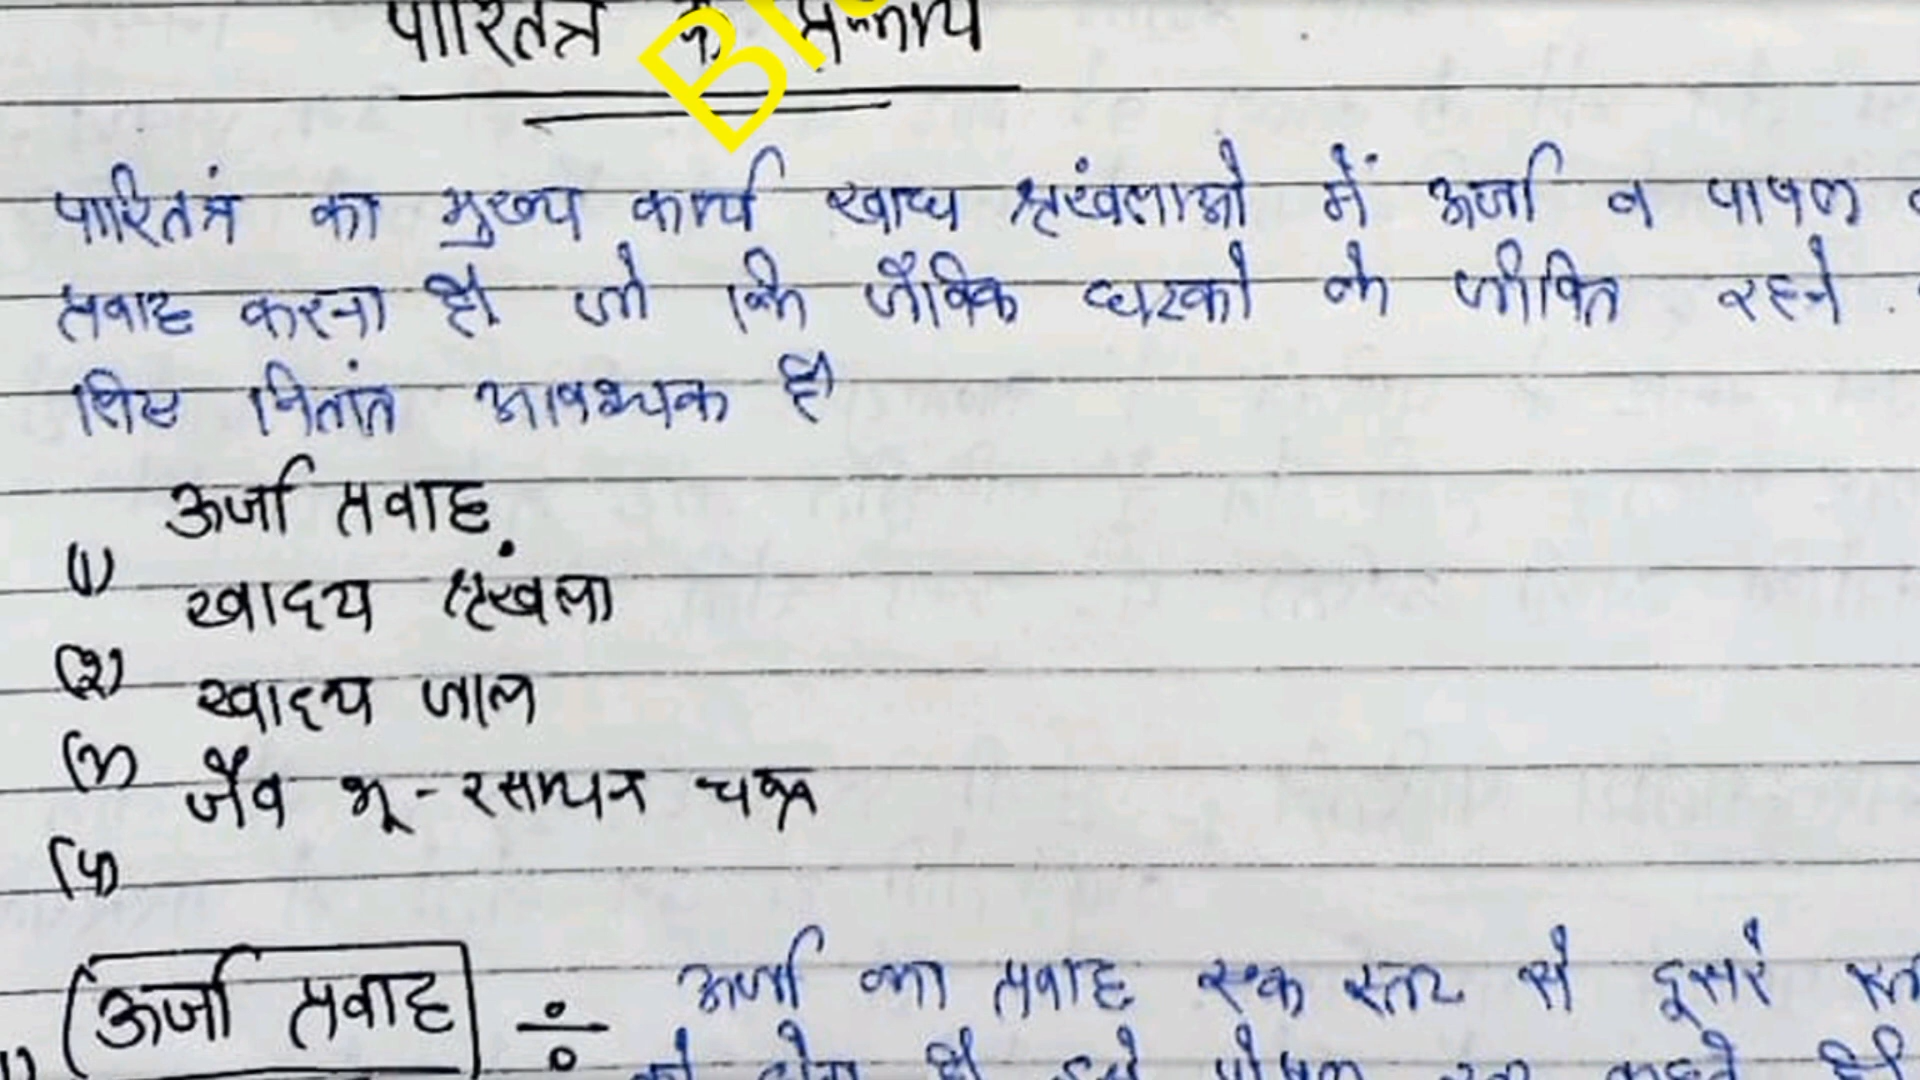 पारितंत्र के
पारितंत्र का मुख्य कार्य खाद्य श्रृंखलाओं में ऊर्जा व पोषण
प्रवाह करना है। जो कि जैविक घटकों के जीवित रहने
लिए नितांत आवश्यक है।
ऊर्जा प्रवाह
(1)
खाद्य श्रृंखला
(2)
खाद्य जाल
(3)
जैव भू-रसायन चक्र
(4)
ऊर्जा प्रवाह ÷ ऊर्जा का प्रवाह एक स्तर से दूसरे